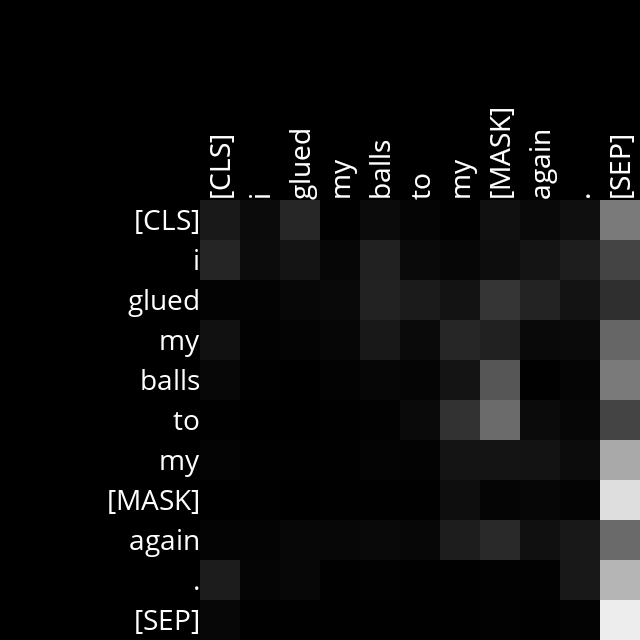 [CLS] i glued my balls to my [MASK] again . [SEP]
[CLS]
i
glued
my
balls
to
my
[MASK]
again
.
[SEP]